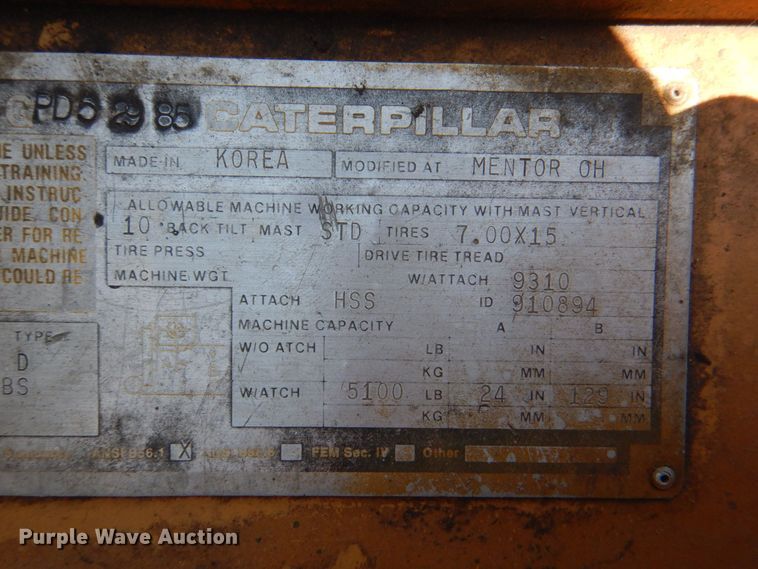 PD5 29 85 CATERPILLAR
E UNLESS
TRAINING.
INSTRUC
IDE. CON
ER FOR RE
MACHINE
COULD RE
MADE IN KOREA MODIFIED AT MENTOR OH
ALLOWABLE MACHINE WORKING CAPACITY WITH MAST VERTICAL
10 BACK TILT MAST STD TIRES 7.00X15
TIRE PRESS DRIVE TIRE TREAD
MACHINE WGT W/ATTACH 9310
ATTACH HSS ID 910894
MACHINE CAPACITY A B
W/O ATCH LB IN IN
KG MM MM
W/ATCH 5100 LB 24 IN 129 IN
KG MM MM
TYPE
D
BS
ANSI B56.1 X FEM Sec. IV Other
Purple Wave Auction